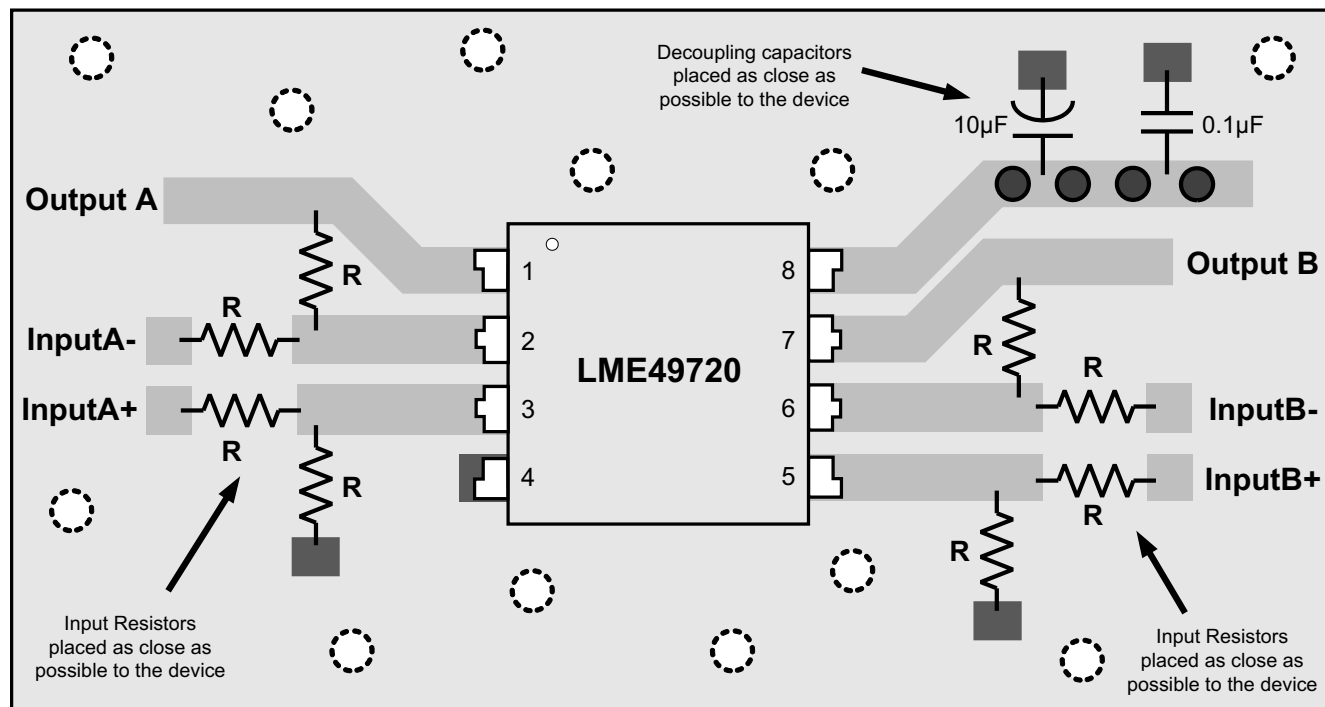 Decoupling capacitors
placed as close as
possible to the device
10µF
0.1µF
Output A
R
R
InputA-
InputA+
R
R
1
2
3
4
LME49720
8
7
6
5
Output B
R
R
InputB-
InputB+
R
R
Input Resistors
placed as close as
possible to the device
Input Resistors
placed as close as
possible to the device